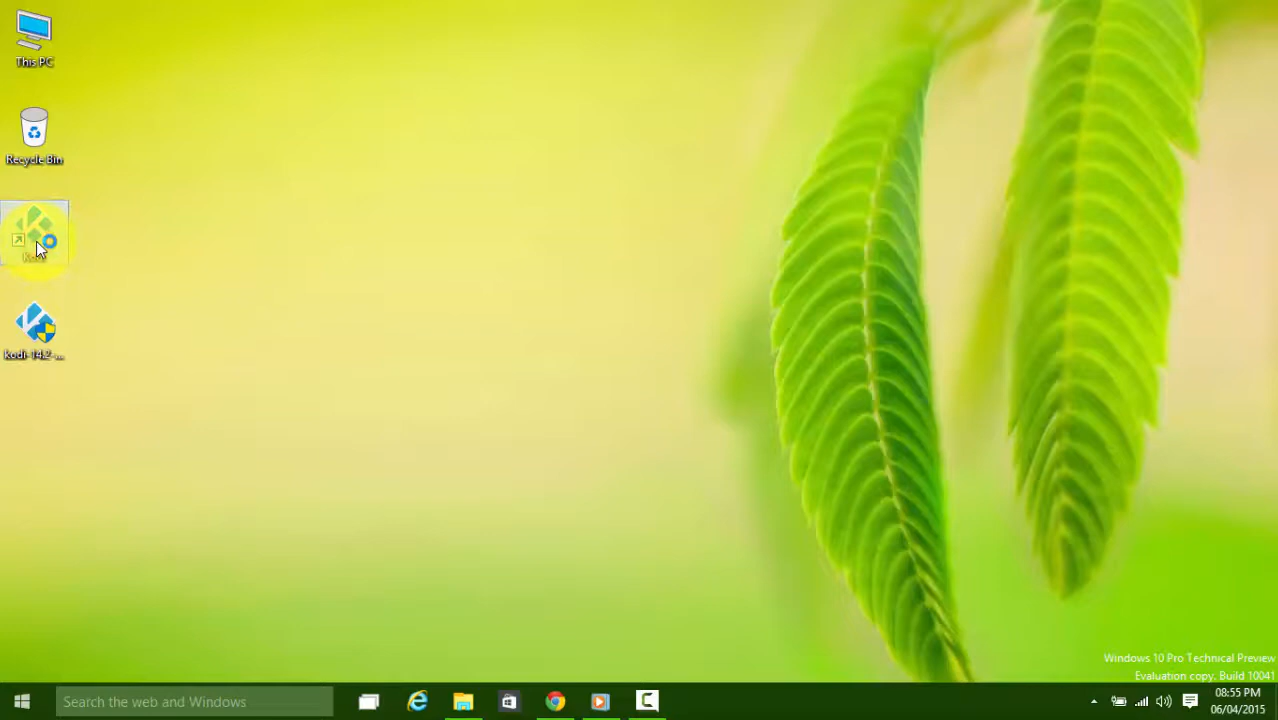 This PC
Recycle Bin
Kodi
kodi-14.2-...
Windows 10 Pro Technical Preview
Evaluation copy. Build 10041
Search the web and Windows
08:55 PM
06/04/2015